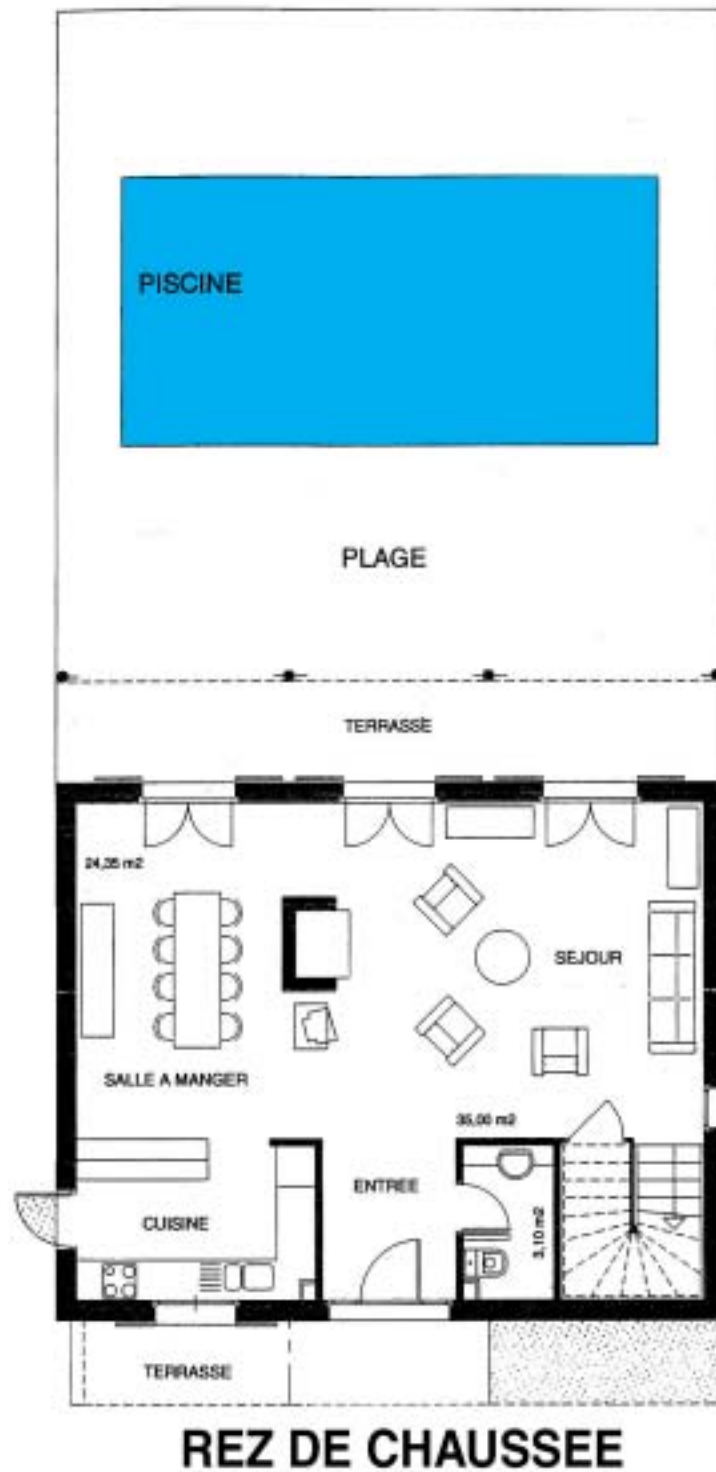 PISCINE
PLAGE
TERRASSE
24,35 m2
SEJOUR
SALLE A MANGER
35,00 m2
ENTREE
CUISINE
3,10 m2
TERRASSE
REZ DE CHAUSSEE